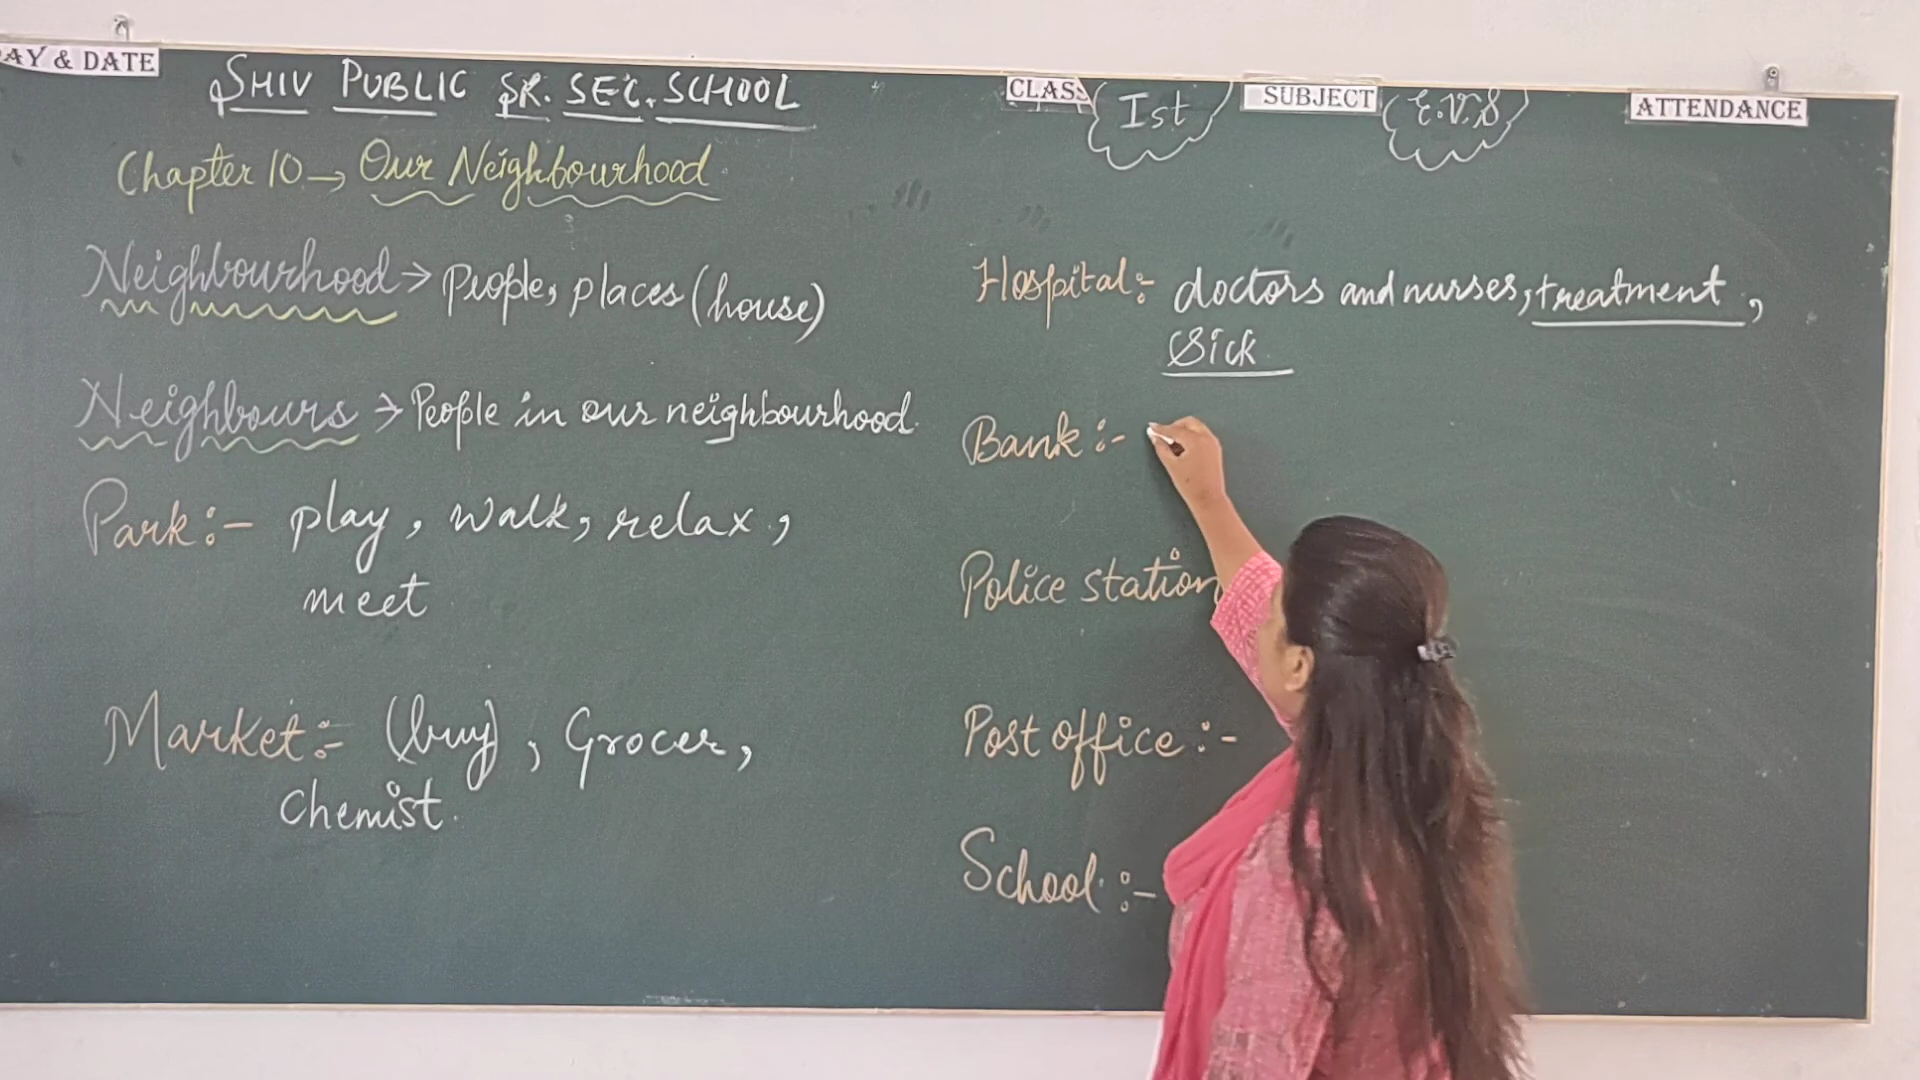 AY & DATE
SHIV PUBLIC SR. SEC. SCHOOL
CLASS Ist SUBJECT E.V.S ATTENDANCE
Chapter 10 → Our Neighbourhood
Neighbourhood → People, places (house)
Neighbours → People in our neighbourhood.
Park :- play, walk, relax,
meet
Market :- (buy), Grocer,
Chemist.
Hospital :- doctors and nurses, treatment,
Sick
Bank :-
Police station
Post office :-
School :-